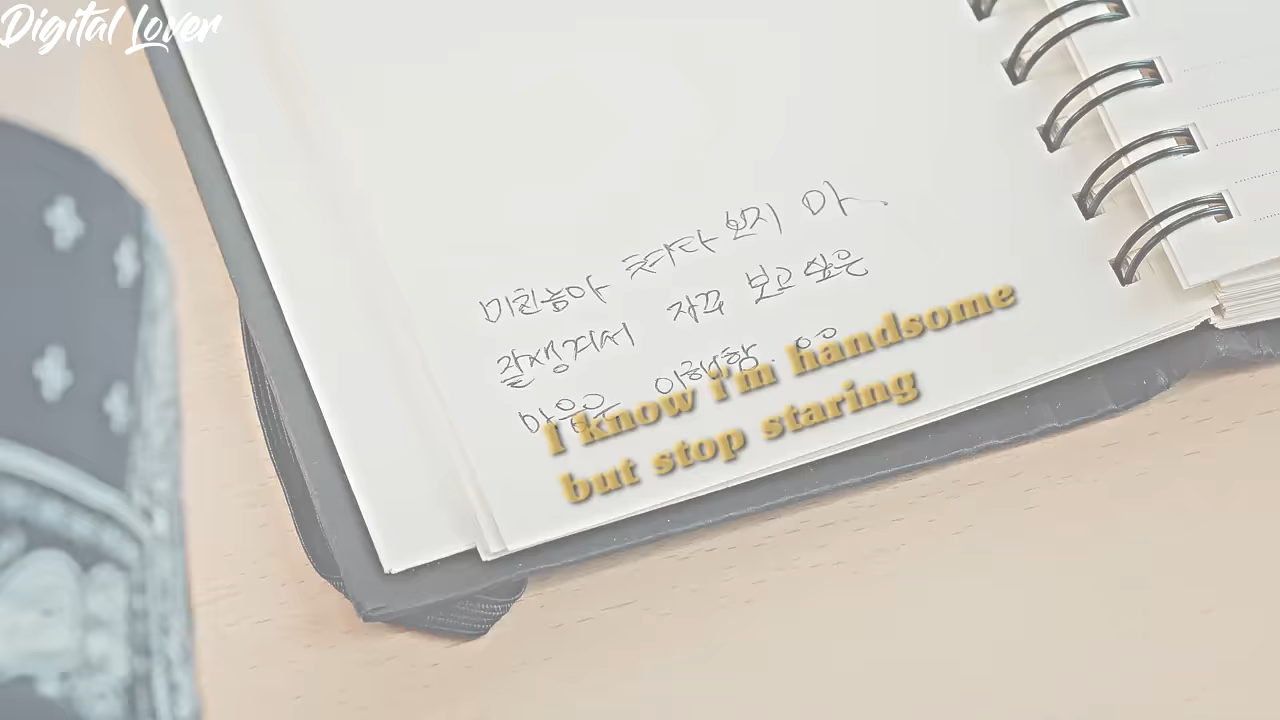 Digital Lover
미친놈아 쳐다 보지 마.
잘생겨서 자꾸 보고 싶은
마음은 이해함. ㅇㅇ
I know i'm handsome
but stop staring